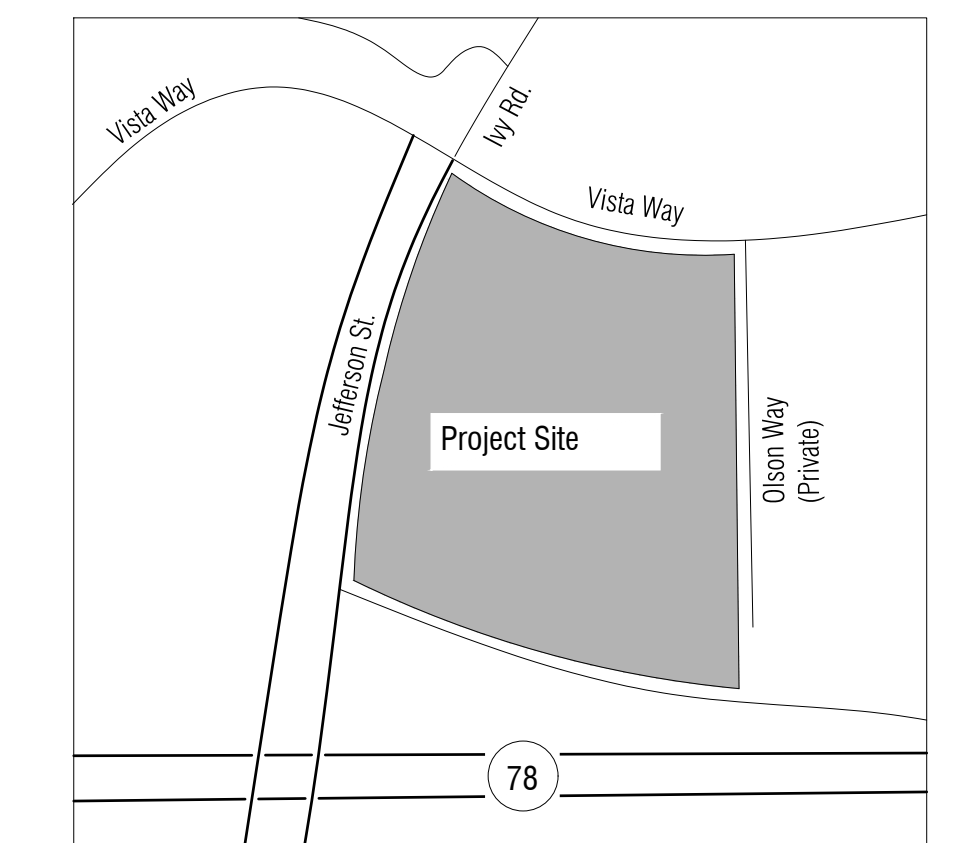 Vista Way
Ivy Rd.
Vista Way
Jefferson St.
Project Site
Olson Way
(Private)
78